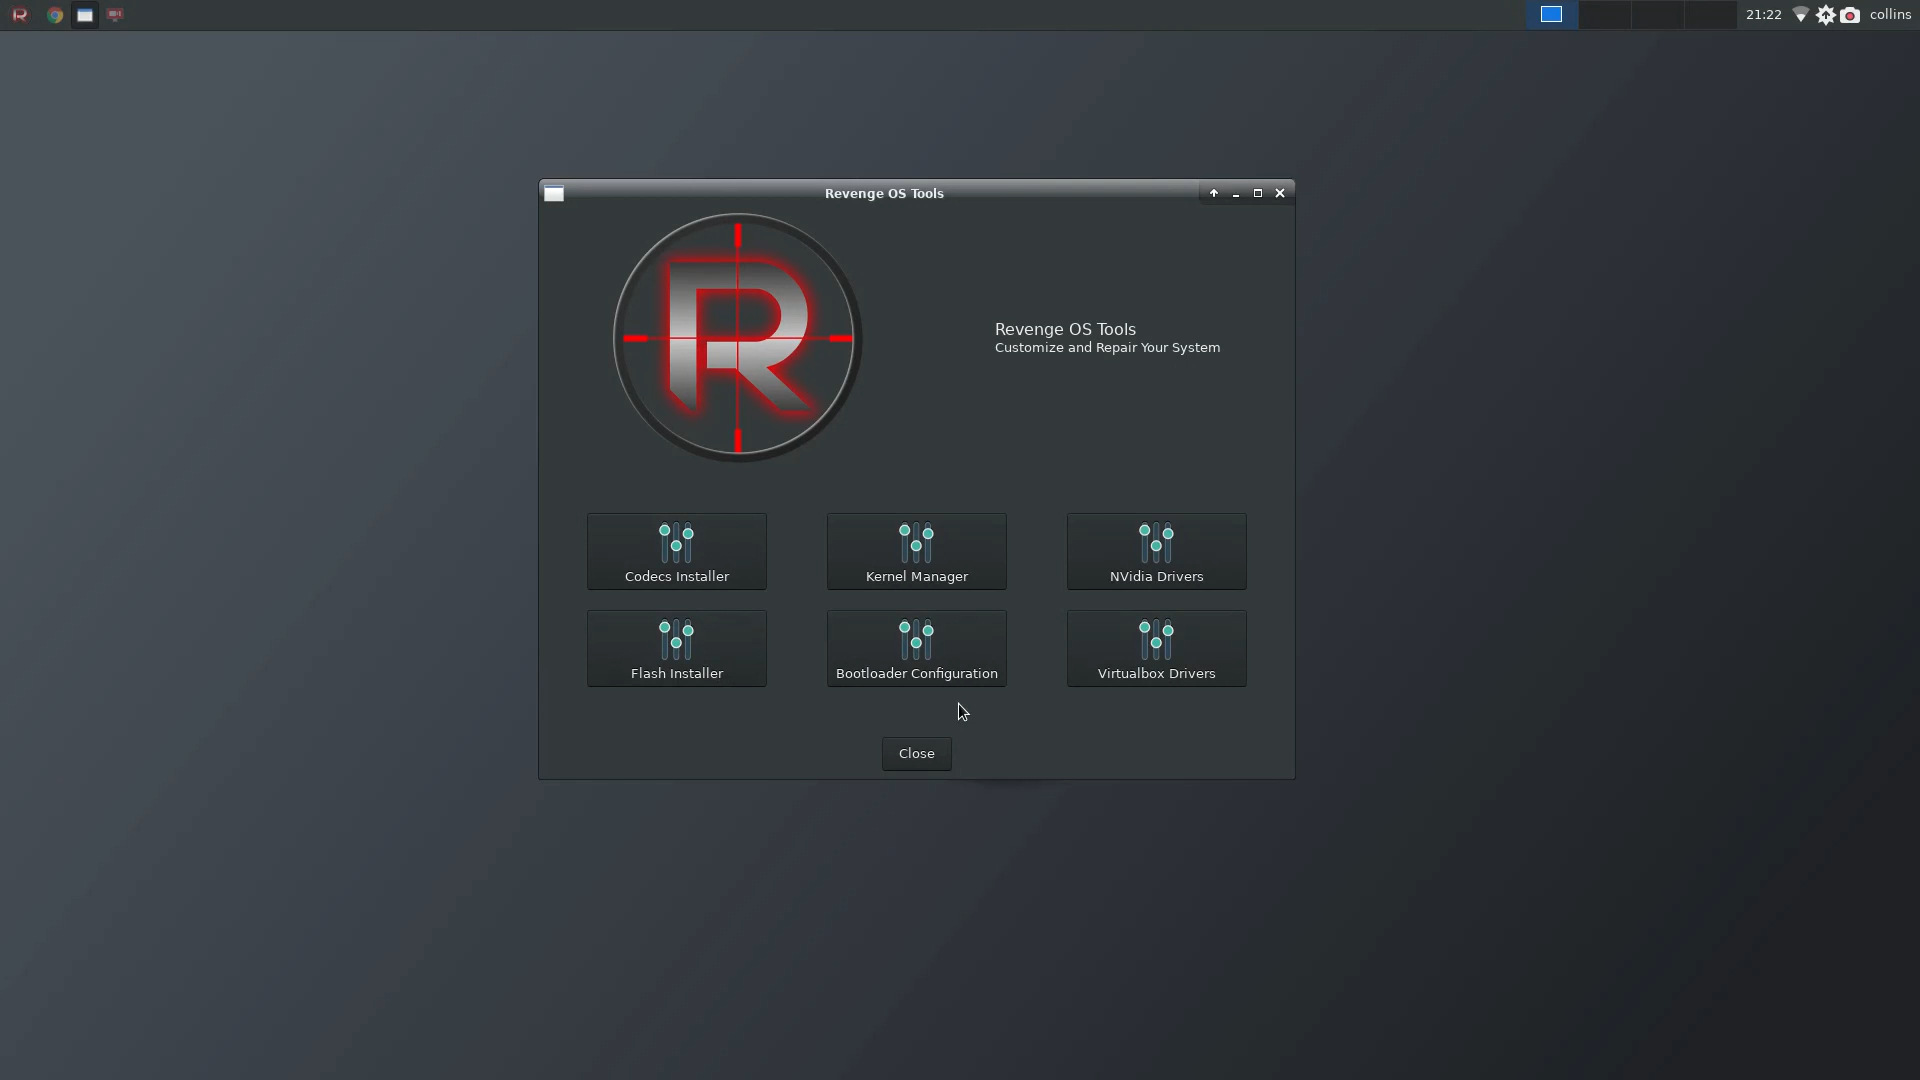 21:22 collins
Revenge OS Tools
R
Revenge OS Tools
Customize and Repair Your System
Codecs Installer
Kernel Manager
NVidia Drivers
Flash Installer
Bootloader Configuration
Virtualbox Drivers
Close